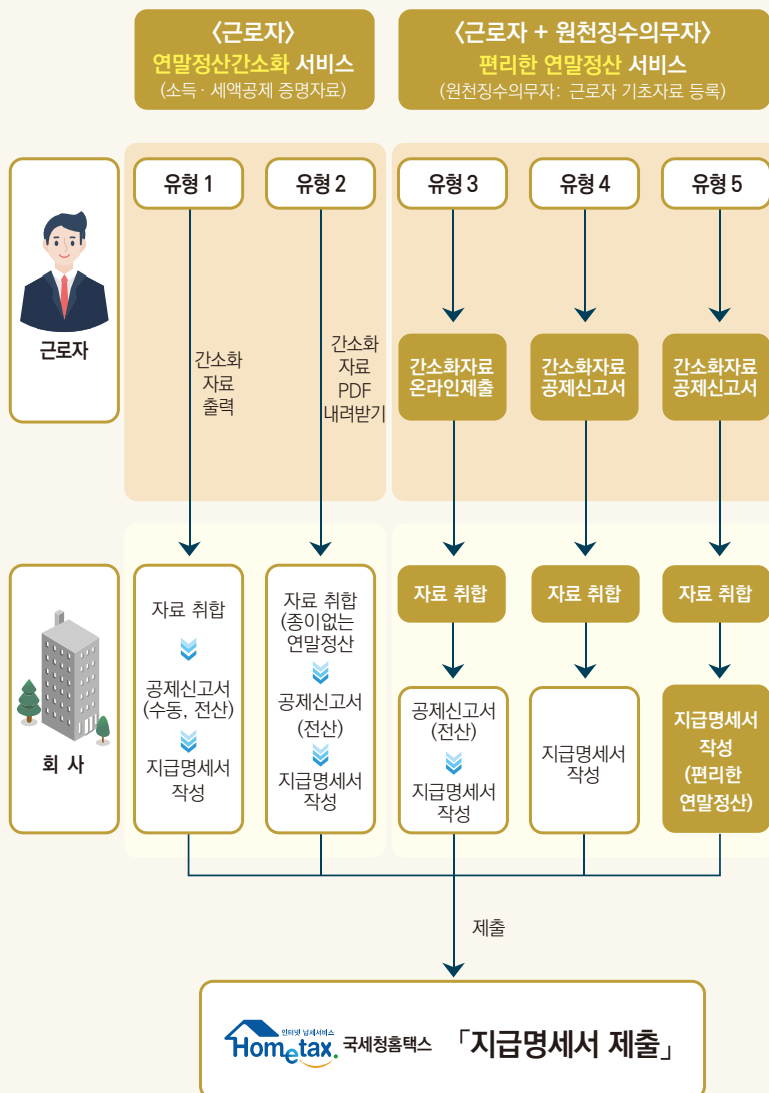 〈근로자〉
연말정산간소화 서비스
(소득· 세액공제 증명자료)
〈근로자 + 원천징수의무자〉
편리한 연말정산 서비스
(원천징수의무자: 근로자 기초자료 등록)
근로자
유형 1
유형 2
유형 3
유형 4
유형 5
간소화
자료
출력
간소화
자료
PDF
내려받기
간소화자료
온라인제출
간소화자료
공제신고서
간소화자료
공제신고서
회 사
자료 취합
공제신고서
(수동, 전산)
지급명세서
작성
자료 취합
(종이없는
연말정산
공제신고서
(전산)
지급명세서
작성
자료 취합
공제신고서
(전산)
지급명세서
작성
자료 취합
지급명세서
작성
자료 취합
지급명세서
작성
(편리한
연말정산)
제출
인터넷 납세서비스
Hometax. 국세청홈택스 「지급명세서 제출」